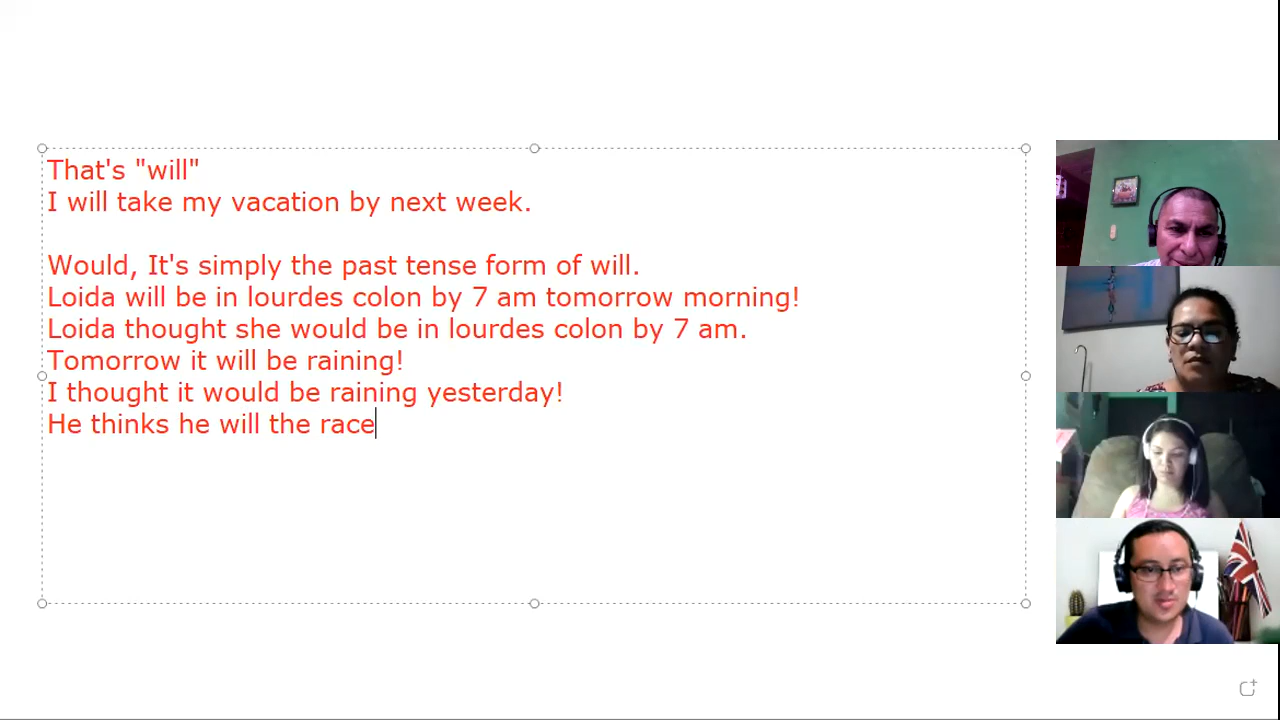 That's "will"
I will take my vacation by next week.
Would, It's simply the past tense form of will.
Loida will be in lourdes colon by 7 am tomorrow morning!
Loida thought she would be in lourdes colon by 7 am.
Tomorrow it will be raining!
I thought it would be raining yesterday!
He thinks he will the race